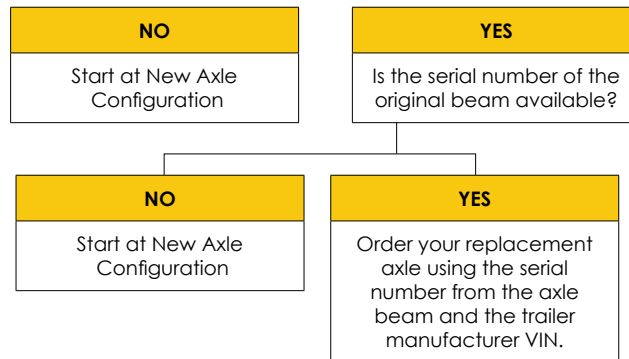 NO
Start at New Axle
Configuration
YES
Is the serial number of the
original beam available?
NO
Start at New Axle
Configuration
YES
Order your replacement
axle using the serial
number from the axle
beam and the trailer
manufacturer VIN.